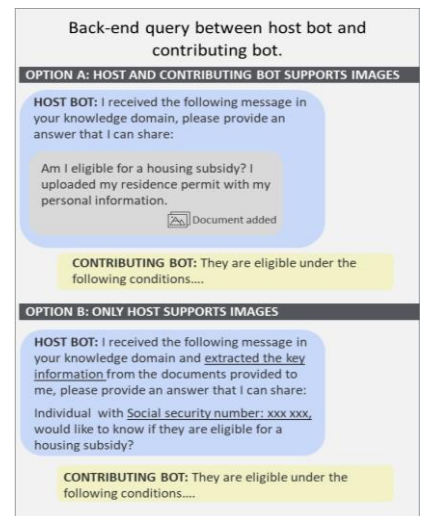 Back-end query between host bot and
contributing bot.
OPTION A: HOST AND CONTRIBUTING BOT SUPPORTS IMAGES
HOST BOT: I received the following message in
your knowledge domain, please provide an
answer that I can share:
Am I eligible for a housing subsidy? I
uploaded my residence permit with my
personal information.
Document added
CONTRIBUTING BOT: They are eligible under the
following conditions....
OPTION B: ONLY HOST SUPPORTS IMAGES
HOST BOT: I received the following message in
your knowledge domain and extracted the key
information from the documents provided to
me, please provide an answer that I can share:
Individual with Social security number: xxx xxx,
would like to know if they are eligible for a
housing subsidy?
CONTRIBUTING BOT: They are eligible under the
following conditions....